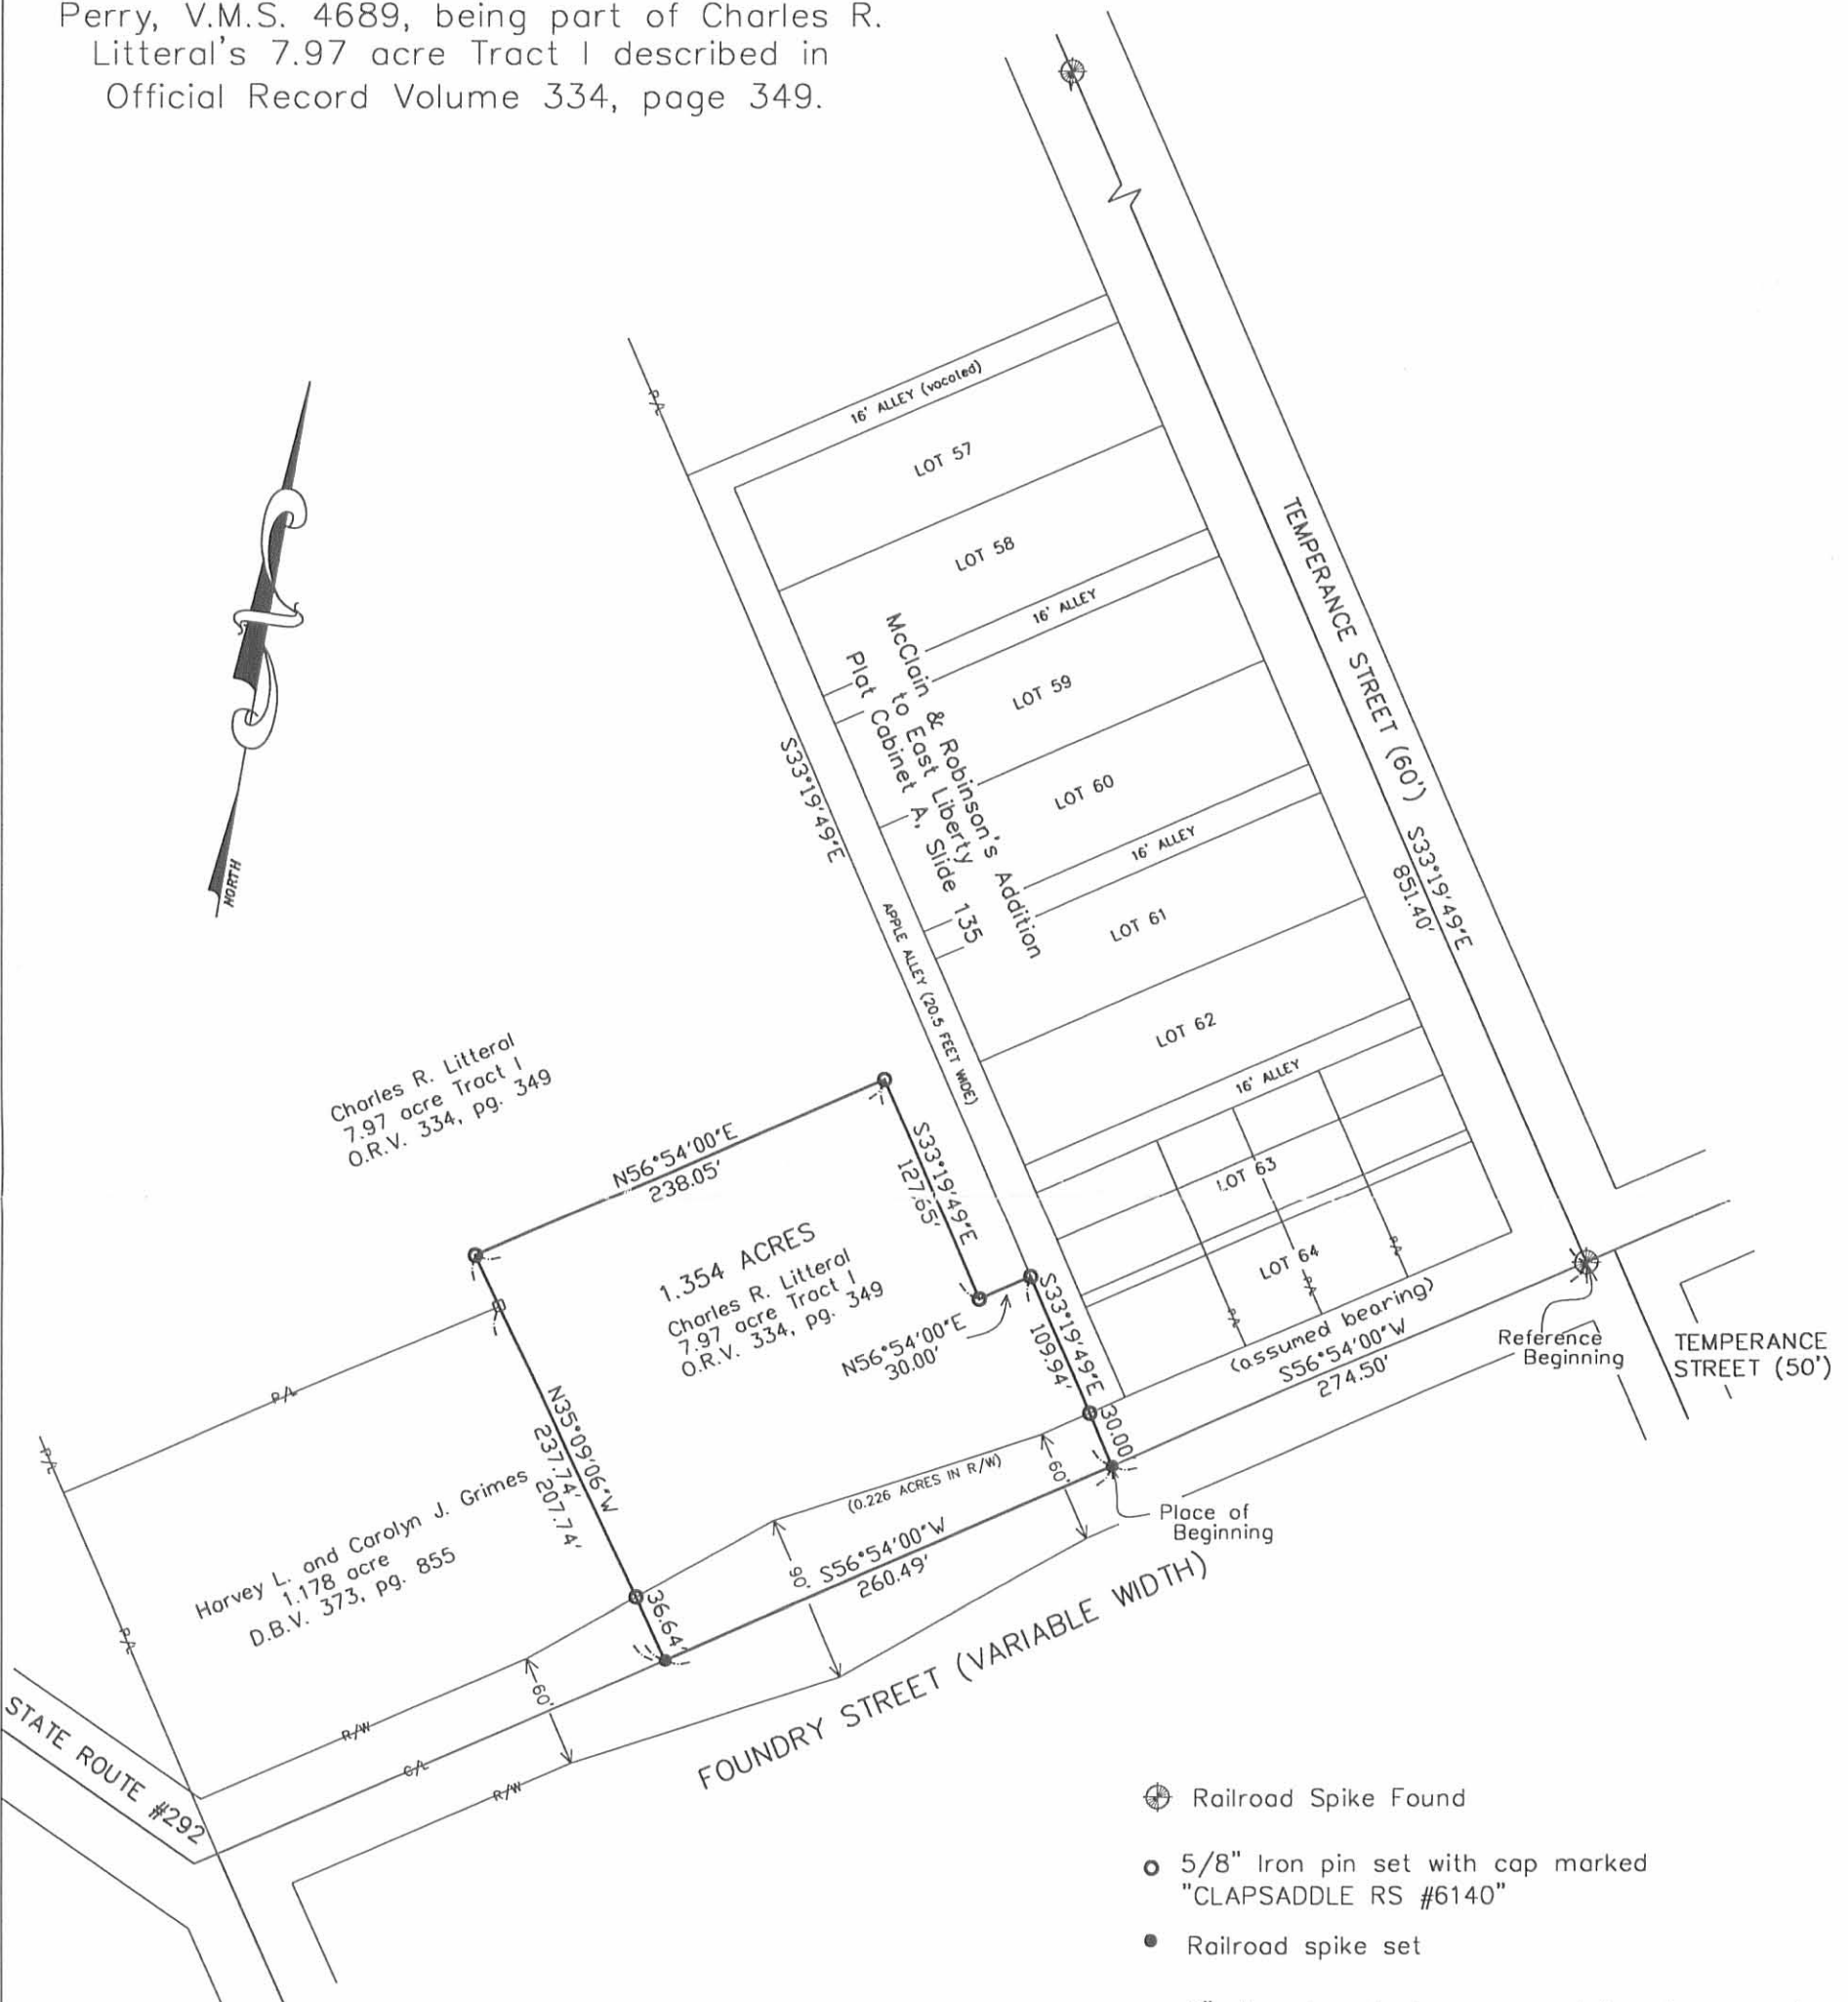 Perry, V.M.S. 4689, being part of Charles R.
Litteral's 7.97 acre Tract I described in
Official Record Volume 334, page 349.
16' ALLEY (vacated)
P/L
LOT 57
LOT 58
16' ALLEY
LOT 59
LOT 60
16' ALLEY
LOT 61
LOT 62
16' ALLEY
LOT 63
LOT 64
P/L
P/L
P/L
McClain & Robinson's Addition
to East Liberty
Plat Cabinet A, Slide 135
TEMPERANCE STREET (60') S33°19'49"E
851.40'
S33°19'49"E
APPLE ALLEY (20.5 FEET WIDE)
NORTH
Charles R. Litteral
7.97 acre Tract I
O.R.V. 334, pg. 349
N56°54'00"E
238.05'
S33°19'49"E
127.65'
1.354 ACRES
Charles R. Litteral
7.97 acre Tract I
O.R.V. 334, pg. 349
N56°54'00"E
30.00'
S33°19'49"E
109.94'
30.00'
(assumed bearing)
S56°54'00"W
274.50'
Reference
Beginning
TEMPERANCE
STREET (50')
P/L
P/L
P/L
N35°09'06"W
237.74'
207.74'
36.64'
Harvey L. and Carolyn J. Grimes
1.178 acre
D.B.V. 373, pg. 855
(0.226 ACRES IN R/W)
60'
90'
60'
S56°54'00"W
260.49'
Place of
Beginning
R/W
C/L
R/W
STATE ROUTE #292
FOUNDRY STREET (VARIABLE WIDTH)
Railroad Spike Found
5/8" Iron pin set with cap marked
"CLAPSADDLE RS #6140"
Railroad spike set